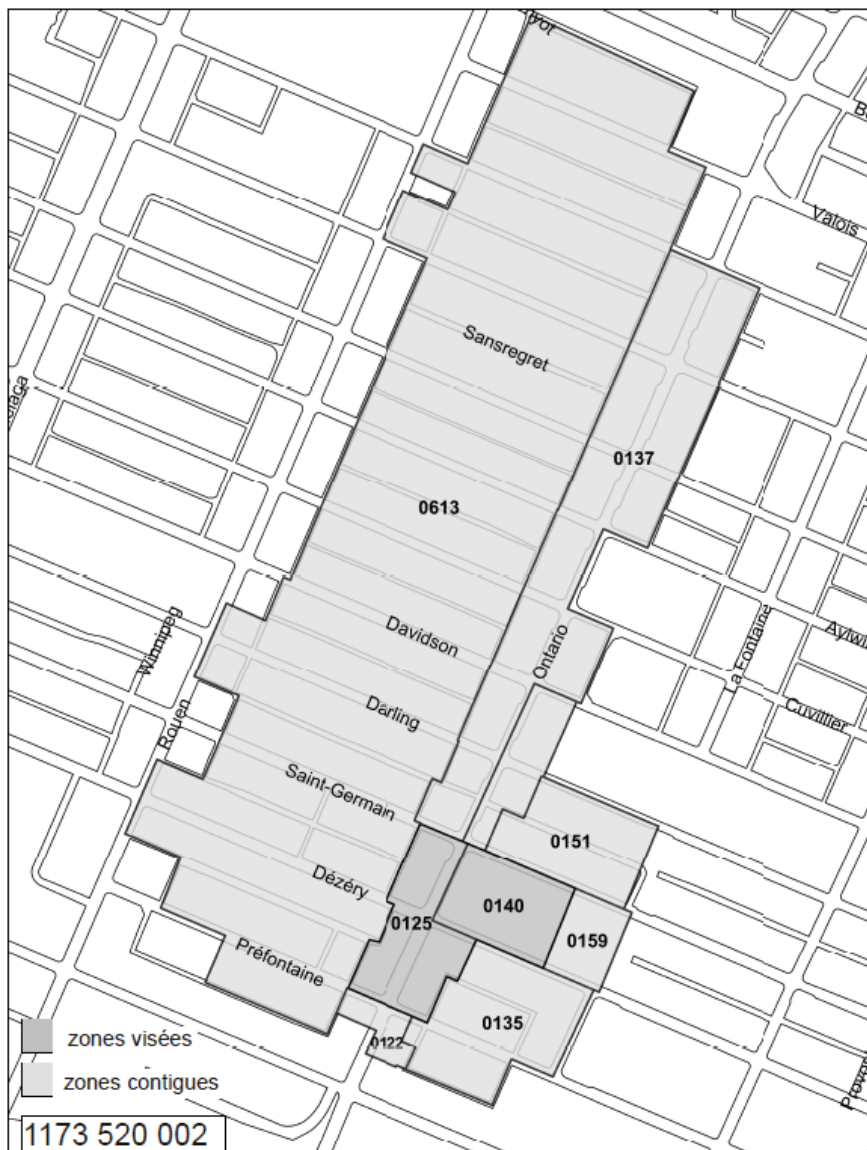 Valois
Sansregret
0137
0613
Winnipeg
Davidson
Ontario
La Fontaine
Darling
Cuvillier
Rouen
Saint-Germain
0151
Dézéry
0140
0125
0159
Préfontaine
0135
0122
zones visées
zones contigues
1173 520 002